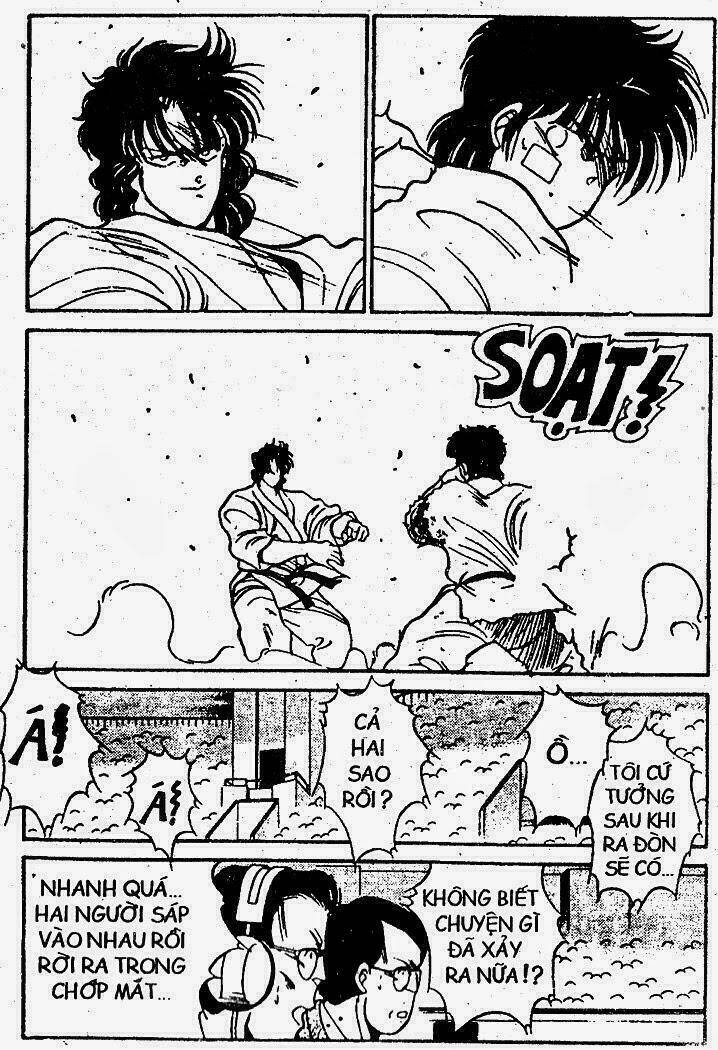 SOẠT!
Á!
Á!
CẢ
HAI
SAO
RỒI?
Ồ...
TÔI CỨ
TƯỞNG
SAU KHI
RA ĐÒN
SẼ CÓ...
NHANH QUÁ...
HAI NGƯỜI SÁP
VÀO NHAU RỒI
RỜI RA TRONG
CHỚP MẮT...
KHÔNG BIẾT
CHUYỆN GÌ
ĐÃ XẢY
RA NỮA!?